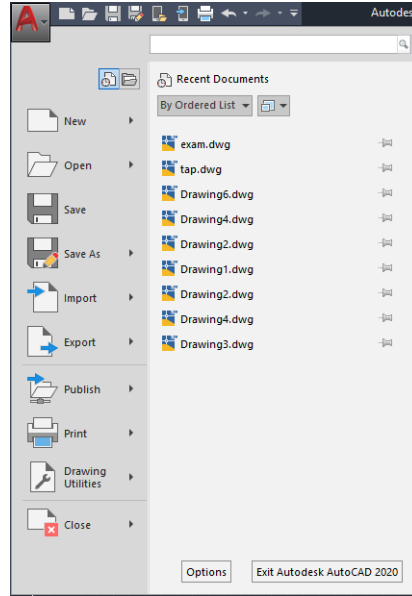 A
Autodes
Recent Documents
By Ordered List
New
Open
Save
Save As
Import
Export
Publish
Print
Drawing
Utilities
Close
exam.dwg
tap.dwg
Drawing6.dwg
Drawing4.dwg
Drawing2.dwg
Drawing1.dwg
Drawing2.dwg
Drawing4.dwg
Drawing3.dwg
Options
Exit Autodesk AutoCAD 2020